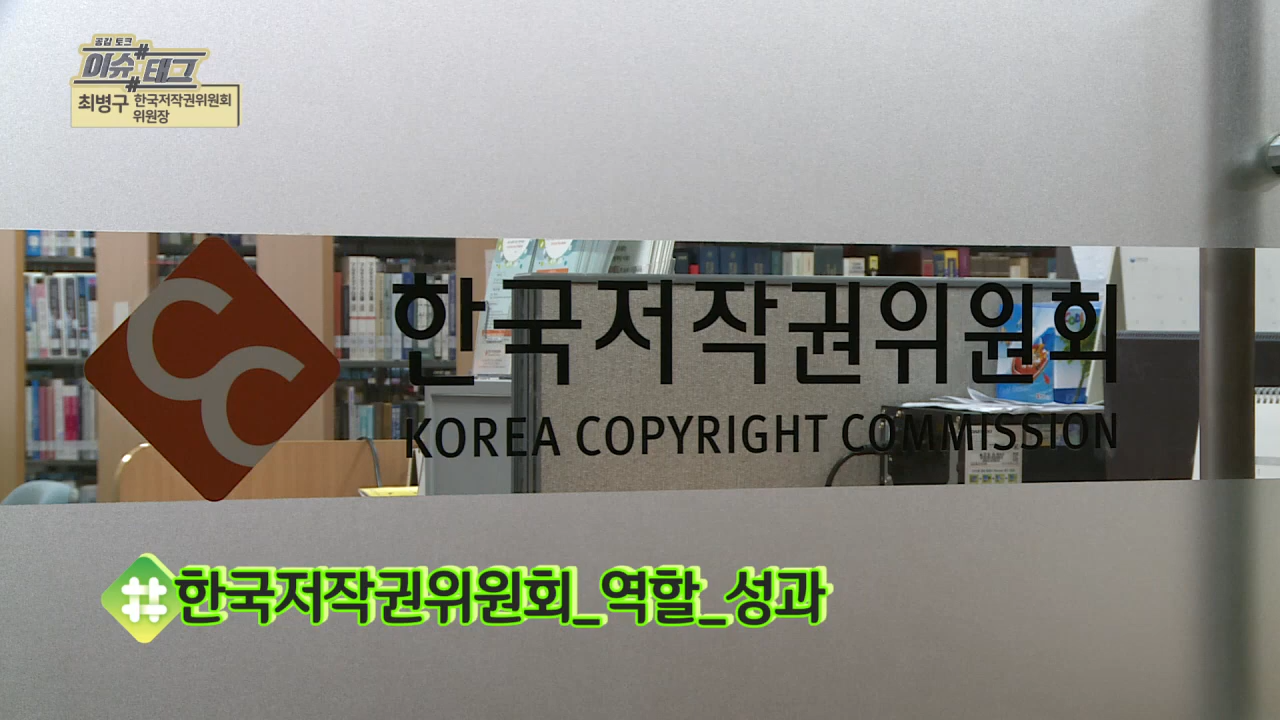 공감 토크
이슈#태그
최병구 한국저작권위원회
위원장
CC
한국저작권위원회
KOREA COPYRIGHT COMMISSION
#한국저작권위원회_역할_성과